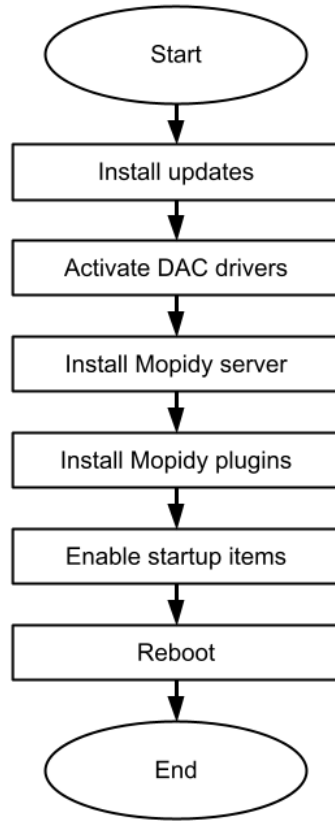 Start
Install updates
Activate DAC drivers
Install Mopidy server
Install Mopidy plugins
Enable startup items
Reboot
End